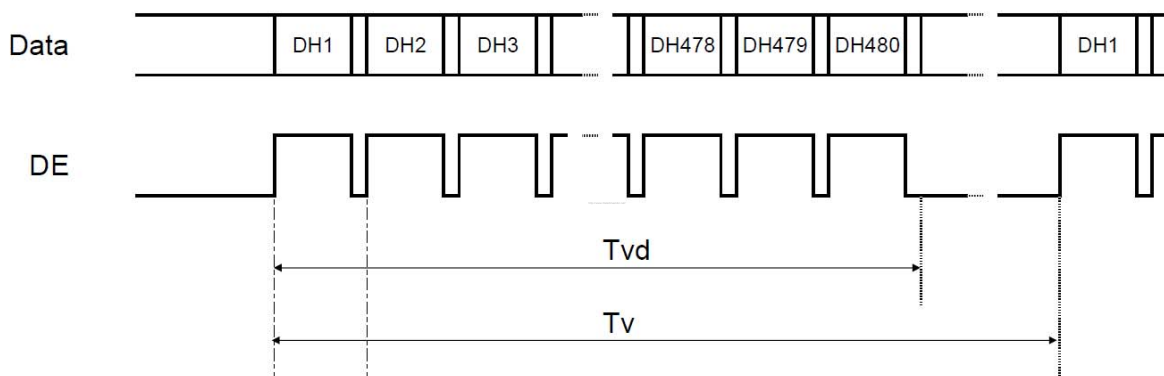 Data DH1 DH2 DH3 DH478 DH479 DH480 DH1
DE
Tvd
Tv